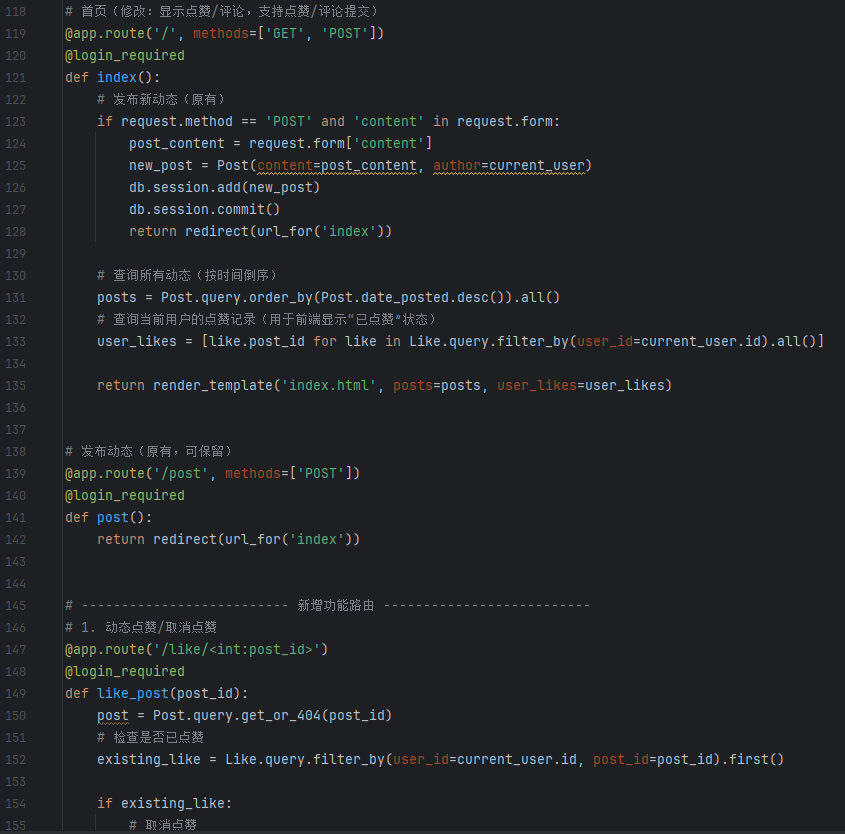 118 # 首页（修改：显示点赞/评论，支持点赞/评论提交）
119 @app.route('/', methods=['GET', 'POST'])
120 @login_required
121 def index():
122     # 发布新动态（原有）
123     if request.method == 'POST' and 'content' in request.form:
124         post_content = request.form['content']
125         new_post = Post(content=post_content, author=current_user)
126         db.session.add(new_post)
127         db.session.commit()
128         return redirect(url_for('index'))
129
130     # 查询所有动态（按时间倒序）
131     posts = Post.query.order_by(Post.date_posted.desc()).all()
132     # 查询当前用户的点赞记录（用于前端显示“已点赞”状态）
133     user_likes = [like.post_id for like in Like.query.filter_by(user_id=current_user.id).all()]
134
135     return render_template('index.html', posts=posts, user_likes=user_likes)
136
137
138 # 发布动态（原有，可保留）
139 @app.route('/post', methods=['POST'])
140 @login_required
141 def post():
142     return redirect(url_for('index'))
143
144
145 # -------------------------- 新增功能路由 --------------------------
146 # 1. 动态点赞/取消点赞
147 @app.route('/like/<int:post_id>')
148 @login_required
149 def like_post(post_id):
150     post = Post.query.get_or_404(post_id)
151     # 检查是否已点赞
152     existing_like = Like.query.filter_by(user_id=current_user.id, post_id=post_id).first()
153
154     if existing_like:
155         # 取消点赞